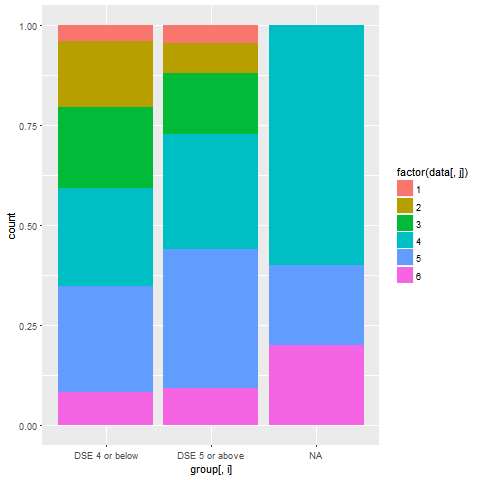 1.00
0.75
0.50
0.25
0.00
count
DSE 4 or below
DSE 5 or above
NA
group[, i]
factor(data[, j])
1
2
3
4
5
6